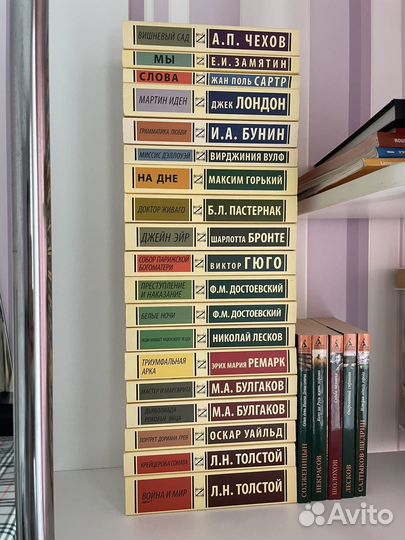 ВИШНЕВЫЙ САД А.П. ЧЕХОВ
МЫ Е.И. ЗАМЯТИН
СЛОВА ЖАН ПОЛЬ САРТР
МАРТИН ИДЕН ДЖЕК ЛОНДОН
ГРАММАТИКА ЛЮБВИ И.А. БУНИН
МИССИС ДЭЛЛОУЭЙ ВИРДЖИНИЯ ВУЛФ
НА ДНЕ МАКСИМ ГОРЬКИЙ
ДОКТОР ЖИВАГО Б.Л. ПАСТЕРНАК
ДЖЕЙН ЭЙР ШАРЛОТТА БРОНТЕ
СОБОР ПАРИЖСКОЙ
БОГОМАТЕРИ
ВИКТОР ГЮГО
ПРЕСТУПЛЕНИЕ
И НАКАЗАНИЕ
Ф.М. ДОСТОЕВСКИЙ
БЕЛЫЕ НОЧИ Ф.М. ДОСТОЕВСКИЙ
НИКОЛАЙ ЛЕСКОВ
ТРИУМФАЛЬНАЯ
АРКА
ЭРИХ МАРИЯ РЕМАРК
МАСТЕР И МАРГАРИТА М.А. БУЛГАКОВ
ДЬЯВОЛИАДА
РОКОВЫЕ ЯЙЦА
М.А. БУЛГАКОВ
ПОРТРЕТ ДОРИАНА ГРЕЯ ОСКАР УАЙЛЬД
КРЕЙЦЕРОВА СОНАТА Л.Н. ТОЛСТОЙ
ВОЙНА И МИР Л.Н. ТОЛСТОЙ
СОЛЖЕНИЦЫН
НЕКРАСОВ
ШОЛОХОВ
ЛЕСКОВ
САЛТЫКОВ-ЩЕДРИН
Avito